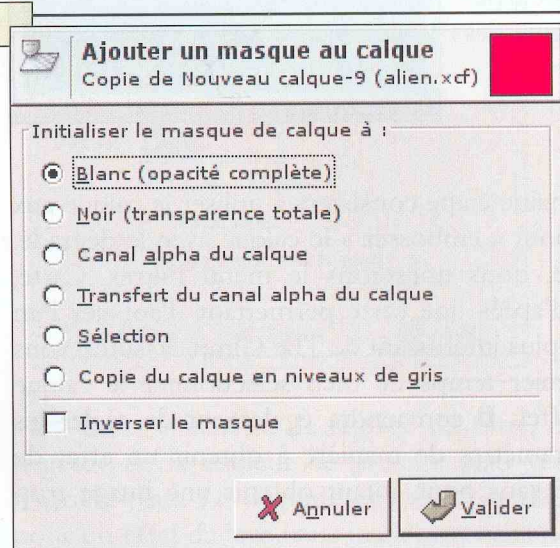 Ajouter un masque au calque
Copie de Nouveau calque-9 (alien.xcf)
Initialiser le masque de calque à :
Blanc (opacité complète)
Noir (transparence totale)
Canal alpha du calque
Transfert du canal alpha du calque
Sélection
Copie du calque en niveaux de gris
Inverser le masque
Annuler
Valider